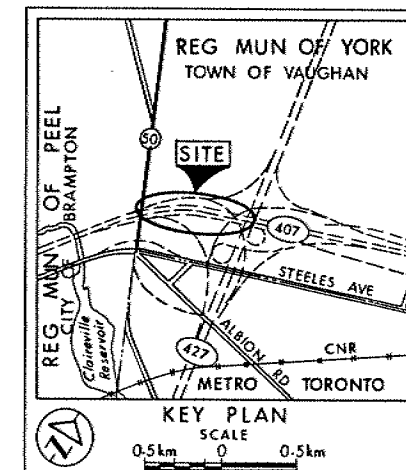 REG MUN OF YORK
TOWN OF VAUGHAN
50
SITE
REG MUN OF PEEL
CITY OF BRAMPTON
407
STEELES AVE
Claireville
Reservoir
ALBION RD
427
CNR
METRO TORONTO
KEY PLAN
SCALE
N
0·5km 0 0·5km